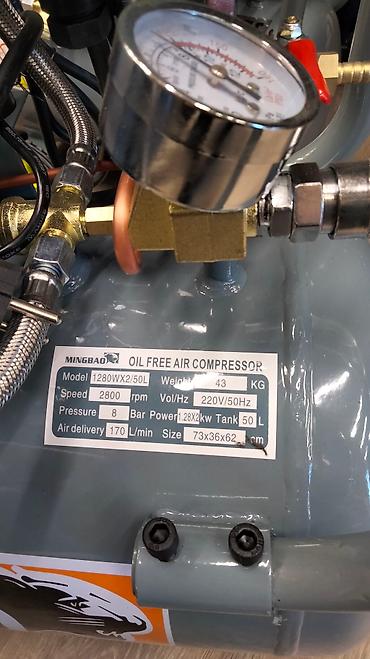 MINGBAO OIL FREE AIR COMPRESSOR
Model 1280WX2/50L Weight 43 KG
Speed 2800 rpm Vol/Hz 220V/50Hz
Pressure 8 Bar Power 1.28X2 kw Tank 50 L
Air delivery 170 L/min Size 73x36x62 cm